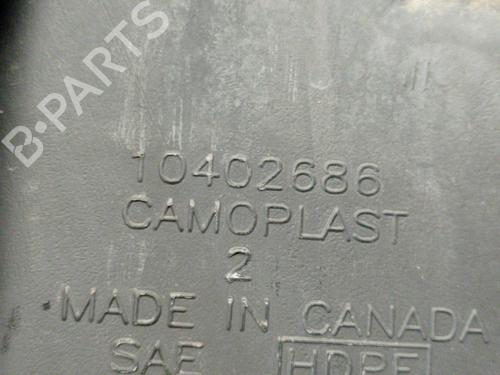 B-PARTS
10402686
CAMOPLAST
2
MADE IN CANADA
SAE HDPE